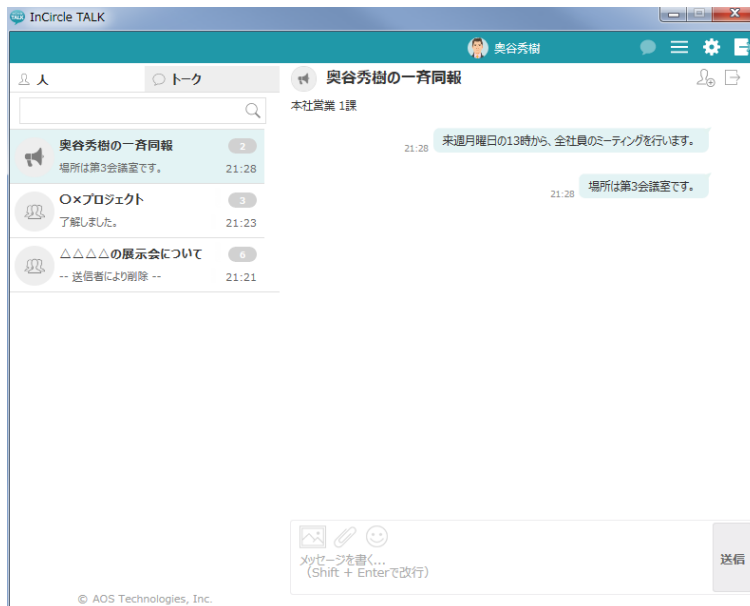 TALK InCircle TALK
奥谷秀樹
人
トーク
奥谷秀樹の一斉同報 2
場所は第3会議室です。 21:28
〇×プロジェクト 3
了解しました。 21:23
△△△△の展示会について 6
-- 送信者により削除 -- 21:21
© AOS Technologies, Inc.
奥谷秀樹の一斉同報
本社営業 1課
21:28 来週月曜日の13時から、全社員のミーティングを行います。
21:28 場所は第3会議室です。
メッセージを書く...
（Shift + Enterで改行）
送信